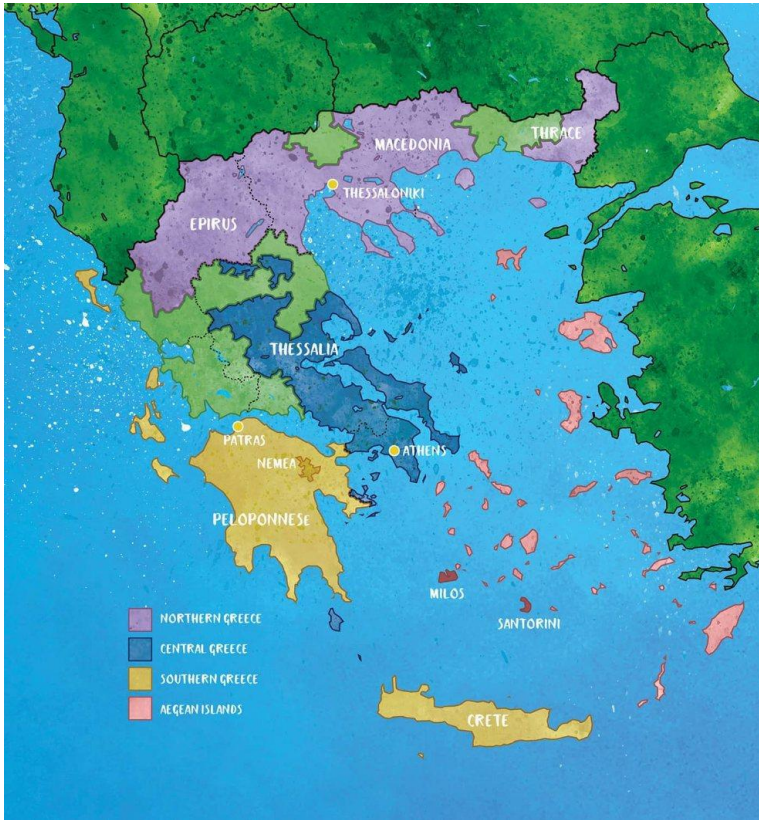 THRACE
MACEDONIA
THESSALONIKI
EPIRUS
THESSALIA
PATRAS
ATHENS
NEMEA
PELOPONNESE
MILOS
SANTORINI
NORTHERN GREECE
CENTRAL GREECE
SOUTHERN GREECE
AEGEAN ISLANDS
CRETE